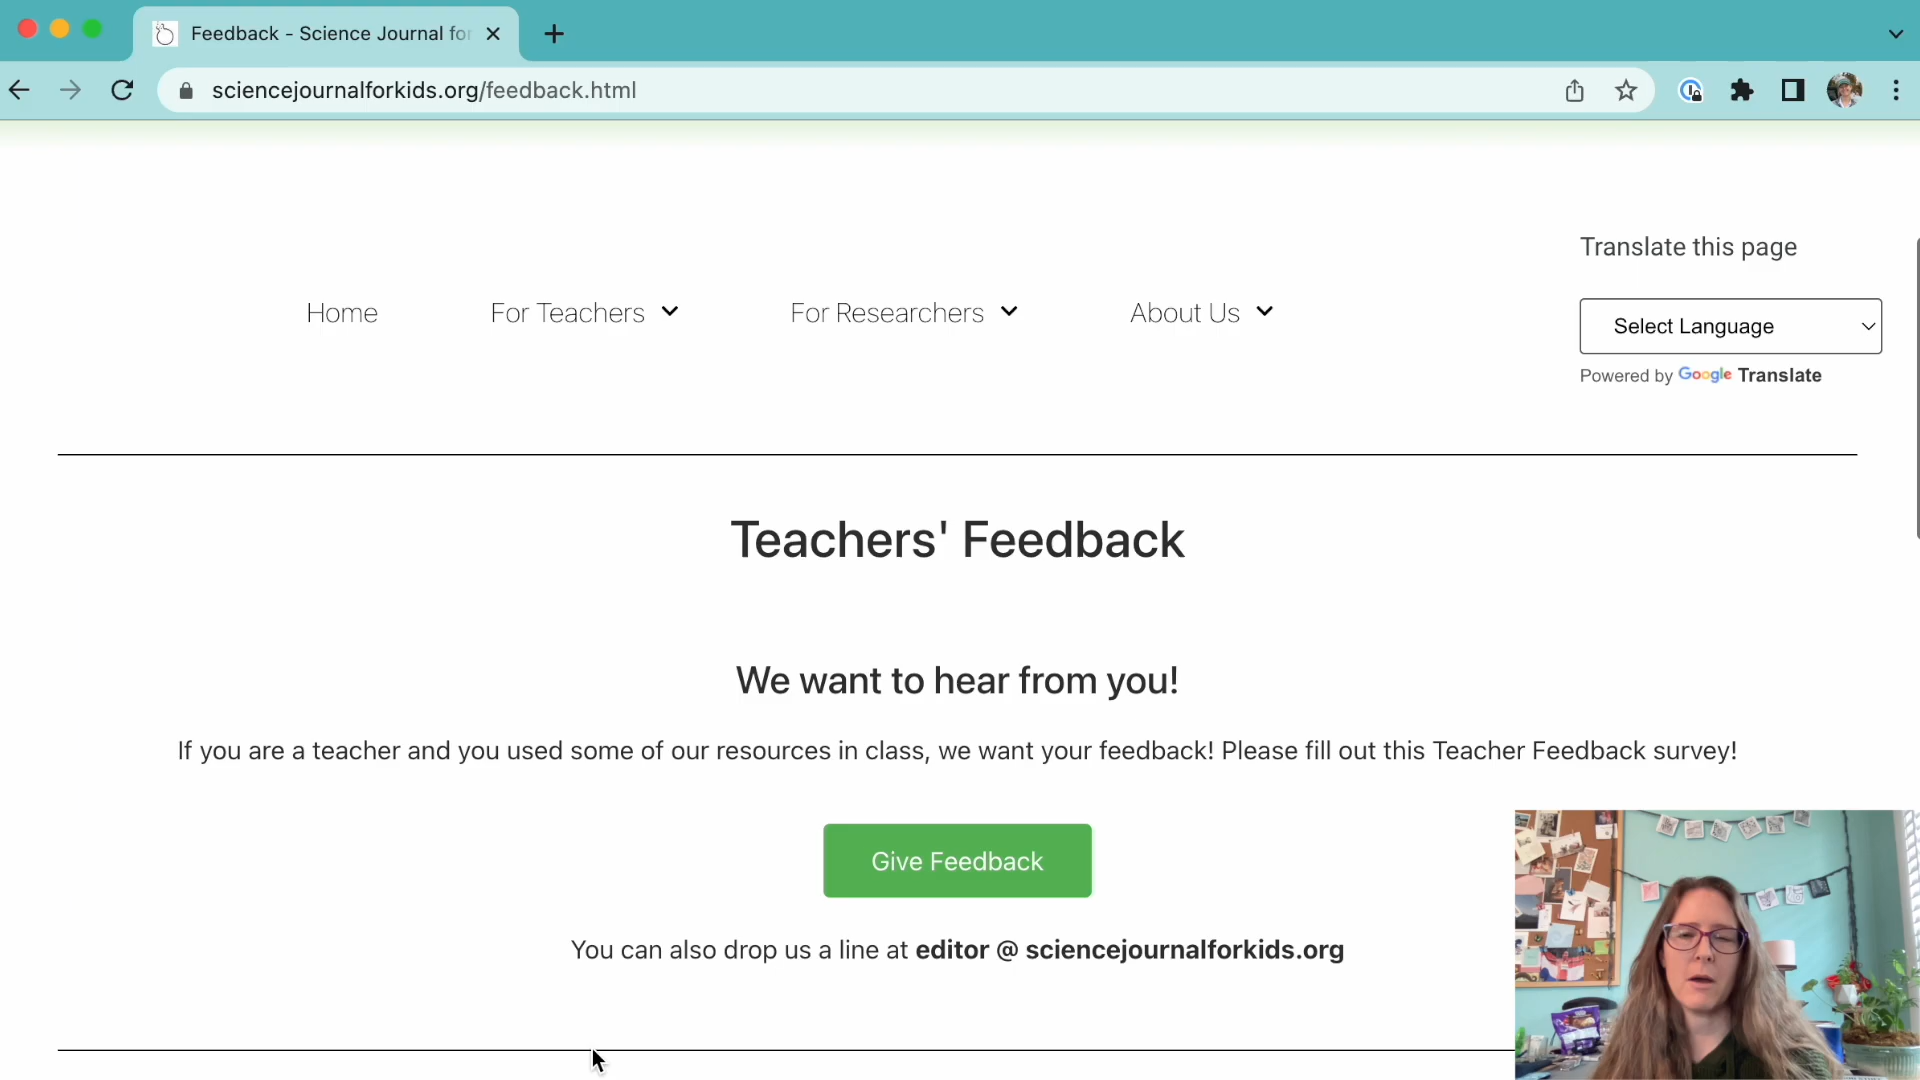 Feedback - Science Journal for
sciencejournalforkids.org/feedback.html
Translate this page
Home
For Teachers
For Researchers
About Us
Select Language
Powered by Google Translate
Teachers' Feedback
We want to hear from you!
If you are a teacher and you used some of our resources in class, we want your feedback! Please fill out this Teacher Feedback survey!
Give Feedback
You can also drop us a line at editor @ sciencejournalforkids.org